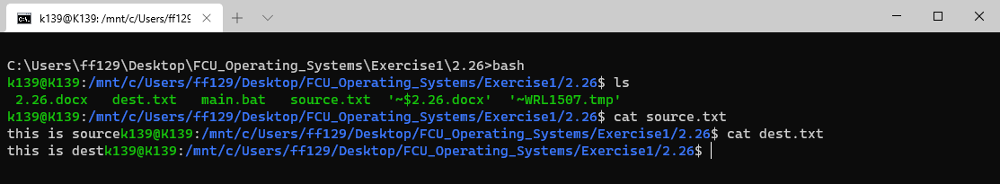 k139@K139: /mnt/c/Users/ff129
C:\Users\ff129\Desktop\FCU_Operating_Systems\Exercise1\2.26>bash
k139@K139:/mnt/c/Users/ff129/Desktop/FCU_Operating_Systems/Exercise1/2.26$ ls
2.26.docx dest.txt main.bat source.txt '~$2.26.docx' '~WRL1507.tmp'
k139@K139:/mnt/c/Users/ff129/Desktop/FCU_Operating_Systems/Exercise1/2.26$ cat source.txt
this is sourcek139@K139:/mnt/c/Users/ff129/Desktop/FCU_Operating_Systems/Exercise1/2.26$ cat dest.txt
this is destk139@K139:/mnt/c/Users/ff129/Desktop/FCU_Operating_Systems/Exercise1/2.26$